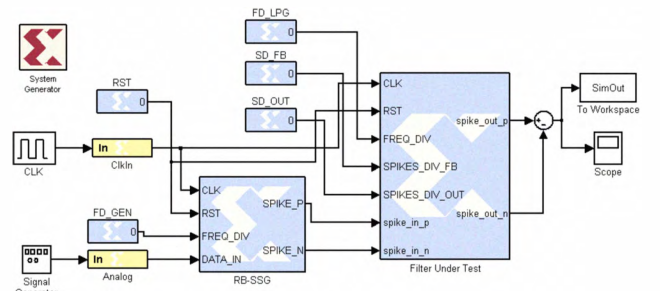 FD_LPG
0
SD_FB
0
SD_OUT
0
System
Generator
RST
0
CLK
In
ClkIn
FD_GEN
0
Signal
In
Analog
CLK
RST
FREQ_DIV
DATA_IN
SPIKE_P
SPIKE_N
RB-SSG
CLK
RST
FREQ_DIV
SPIKES_DIV_FB
SPIKES_DIV_OUT
spike_in_p
spike_in_n
spike_out_p
spike_out_n
Filter Under Test
+
-
SimOut
To Workspace
Scope